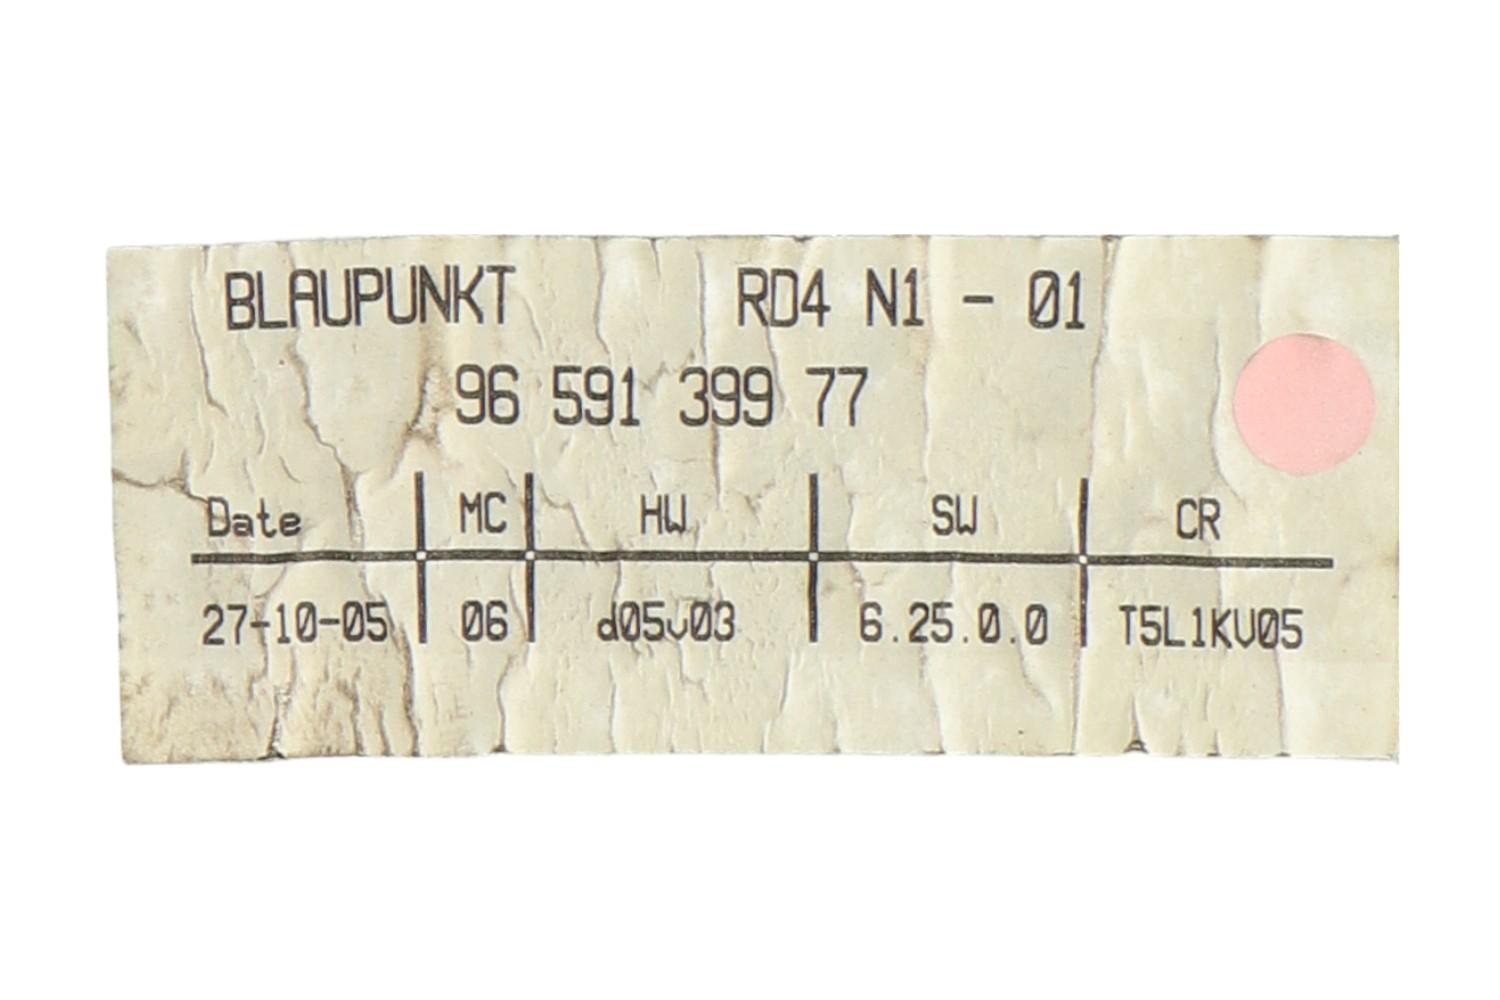 BLAUPUNKT RD4 N1 - 01
96 591 399 77
Date MC HW SW CR
27-10-05 06 d05v03 6.25.0.0 T5L1KV05